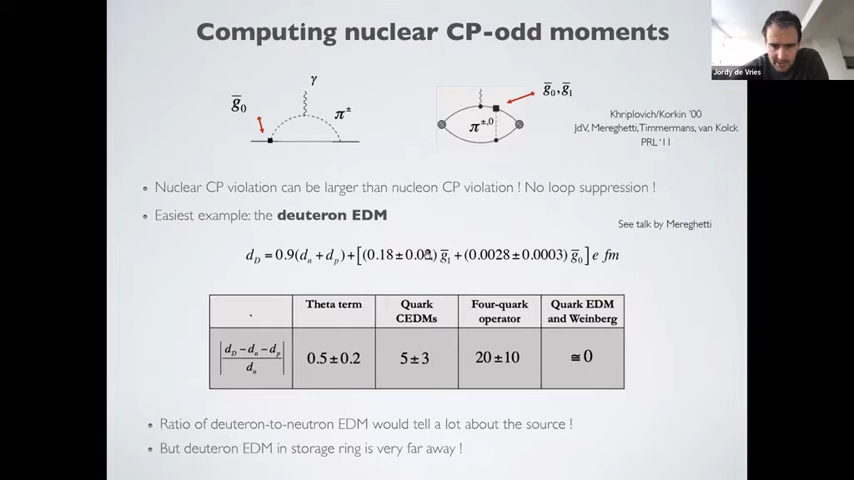 Computing nuclear CP-odd moments
Jordy de Vries
γ
g̅₀
π±
g̅₀, g̅₁
π±,0
Khriplovich/Korkin '00
JdV, Mereghetti, Timmermans, van Kolck
PRL '11
• Nuclear CP violation can be larger than nucleon CP violation ! No loop suppression !
• Easiest example: the deuteron EDM
See talk by Mereghetti
d_D = 0.9(d_n + d_p) + [(0.18 ± 0.02) g̅₁ + (0.0028 ± 0.0003) g̅₀] e fm
Theta term | Quark CEDMs | Four-quark operator | Quark EDM and Weinberg
|(d_D − d_n − d_p) / d_n| | 0.5 ± 0.2 | 5 ± 3 | 20 ± 10 | ≅ 0
• Ratio of deuteron-to-neutron EDM would tell a lot about the source !
• But deuteron EDM in storage ring is very far away !